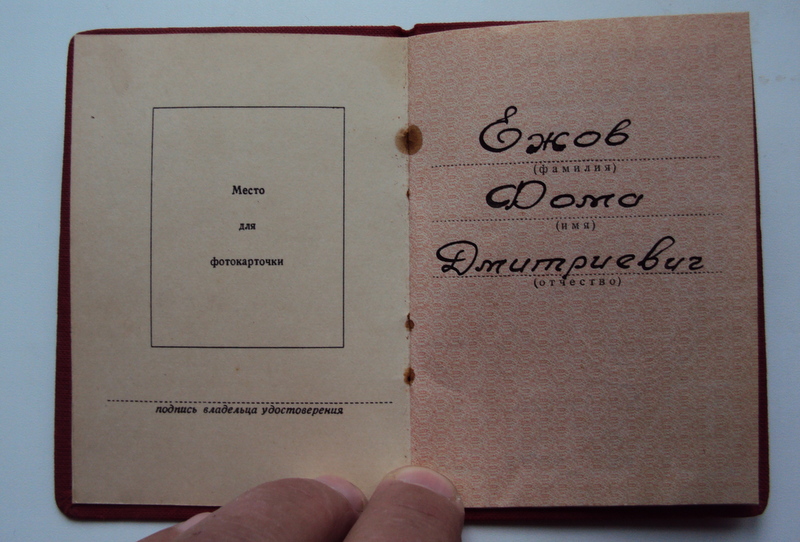 Место
для
фотокарточки
подпись владельца удостоверения
Ежов
(фамилия)
Фома
(имя)
Дмитриевич
(отчество)